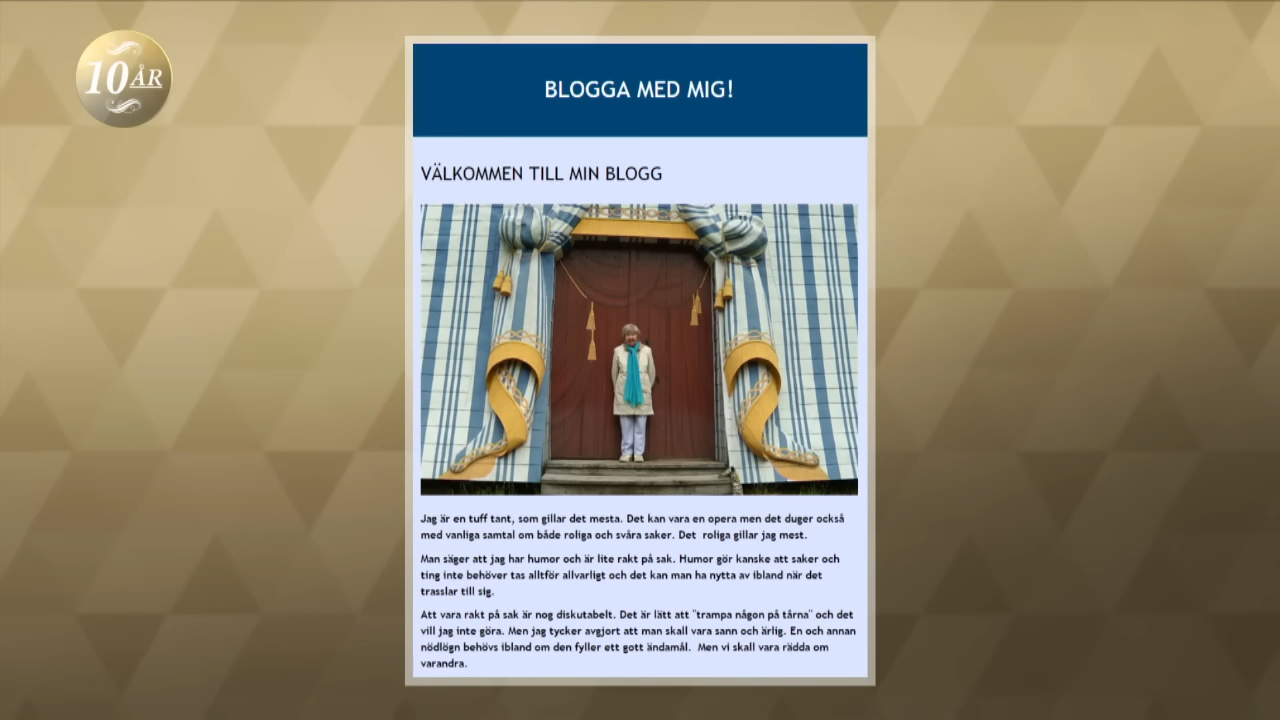 10 ÅR
BLOGGA MED MIG!
VÄLKOMMEN TILL MIN BLOGG
Jag är en tuff tant, som gillar det mesta. Det kan vara en opera men det duger också
med vanliga samtal om både roliga och svåra saker. Det roliga gillar jag mest.
Man säger att jag har humor och är lite rakt på sak. Humor gör kanske att saker och
ting inte behöver tas alltför allvarligt och det kan man ha nytta av ibland när det
trasslar till sig.
Att vara rakt på sak är nog diskutabelt. Det är lätt att "trampa någon på tårna" och det
vill jag inte göra. Men jag tycker avgjort att man skall vara sann och ärlig. En och annan
nödlögn behövs ibland om den fyller ett gott ändamål. Men vi skall vara rädda om
varandra.